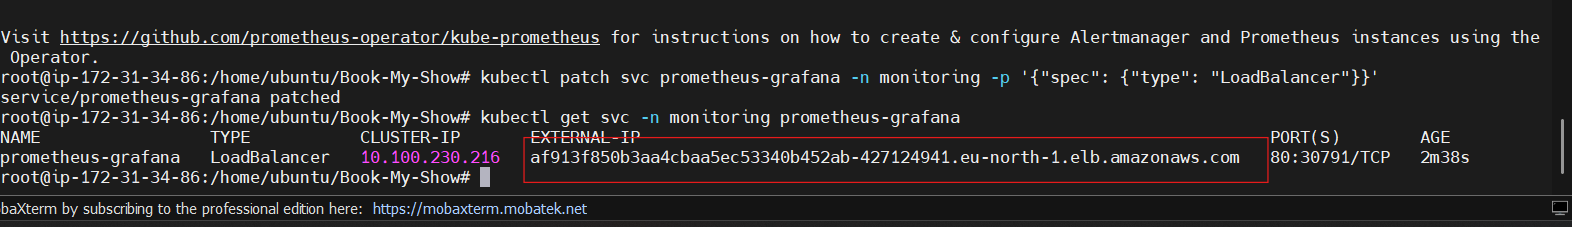 Visit https://github.com/prometheus-operator/kube-prometheus for instructions on how to create & configure Alertmanager and Prometheus instances using the
Operator.
root@ip-172-31-34-86:/home/ubuntu/Book-My-Show# kubectl patch svc prometheus-grafana -n monitoring -p '{"spec": {"type": "LoadBalancer"}}'
service/prometheus-grafana patched
root@ip-172-31-34-86:/home/ubuntu/Book-My-Show# kubectl get svc -n monitoring prometheus-grafana
NAME TYPE CLUSTER-IP EXTERNAL-IP PORT(S) AGE
prometheus-grafana LoadBalancer 10.100.230.216 af913f850b3aa4cbaa5ec53340b452ab-427124941.eu-north-1.elb.amazonaws.com 80:30791/TCP 2m38s
root@ip-172-31-34-86:/home/ubuntu/Book-My-Show#
obaXterm by subscribing to the professional edition here: https://mobaxterm.mobatek.net